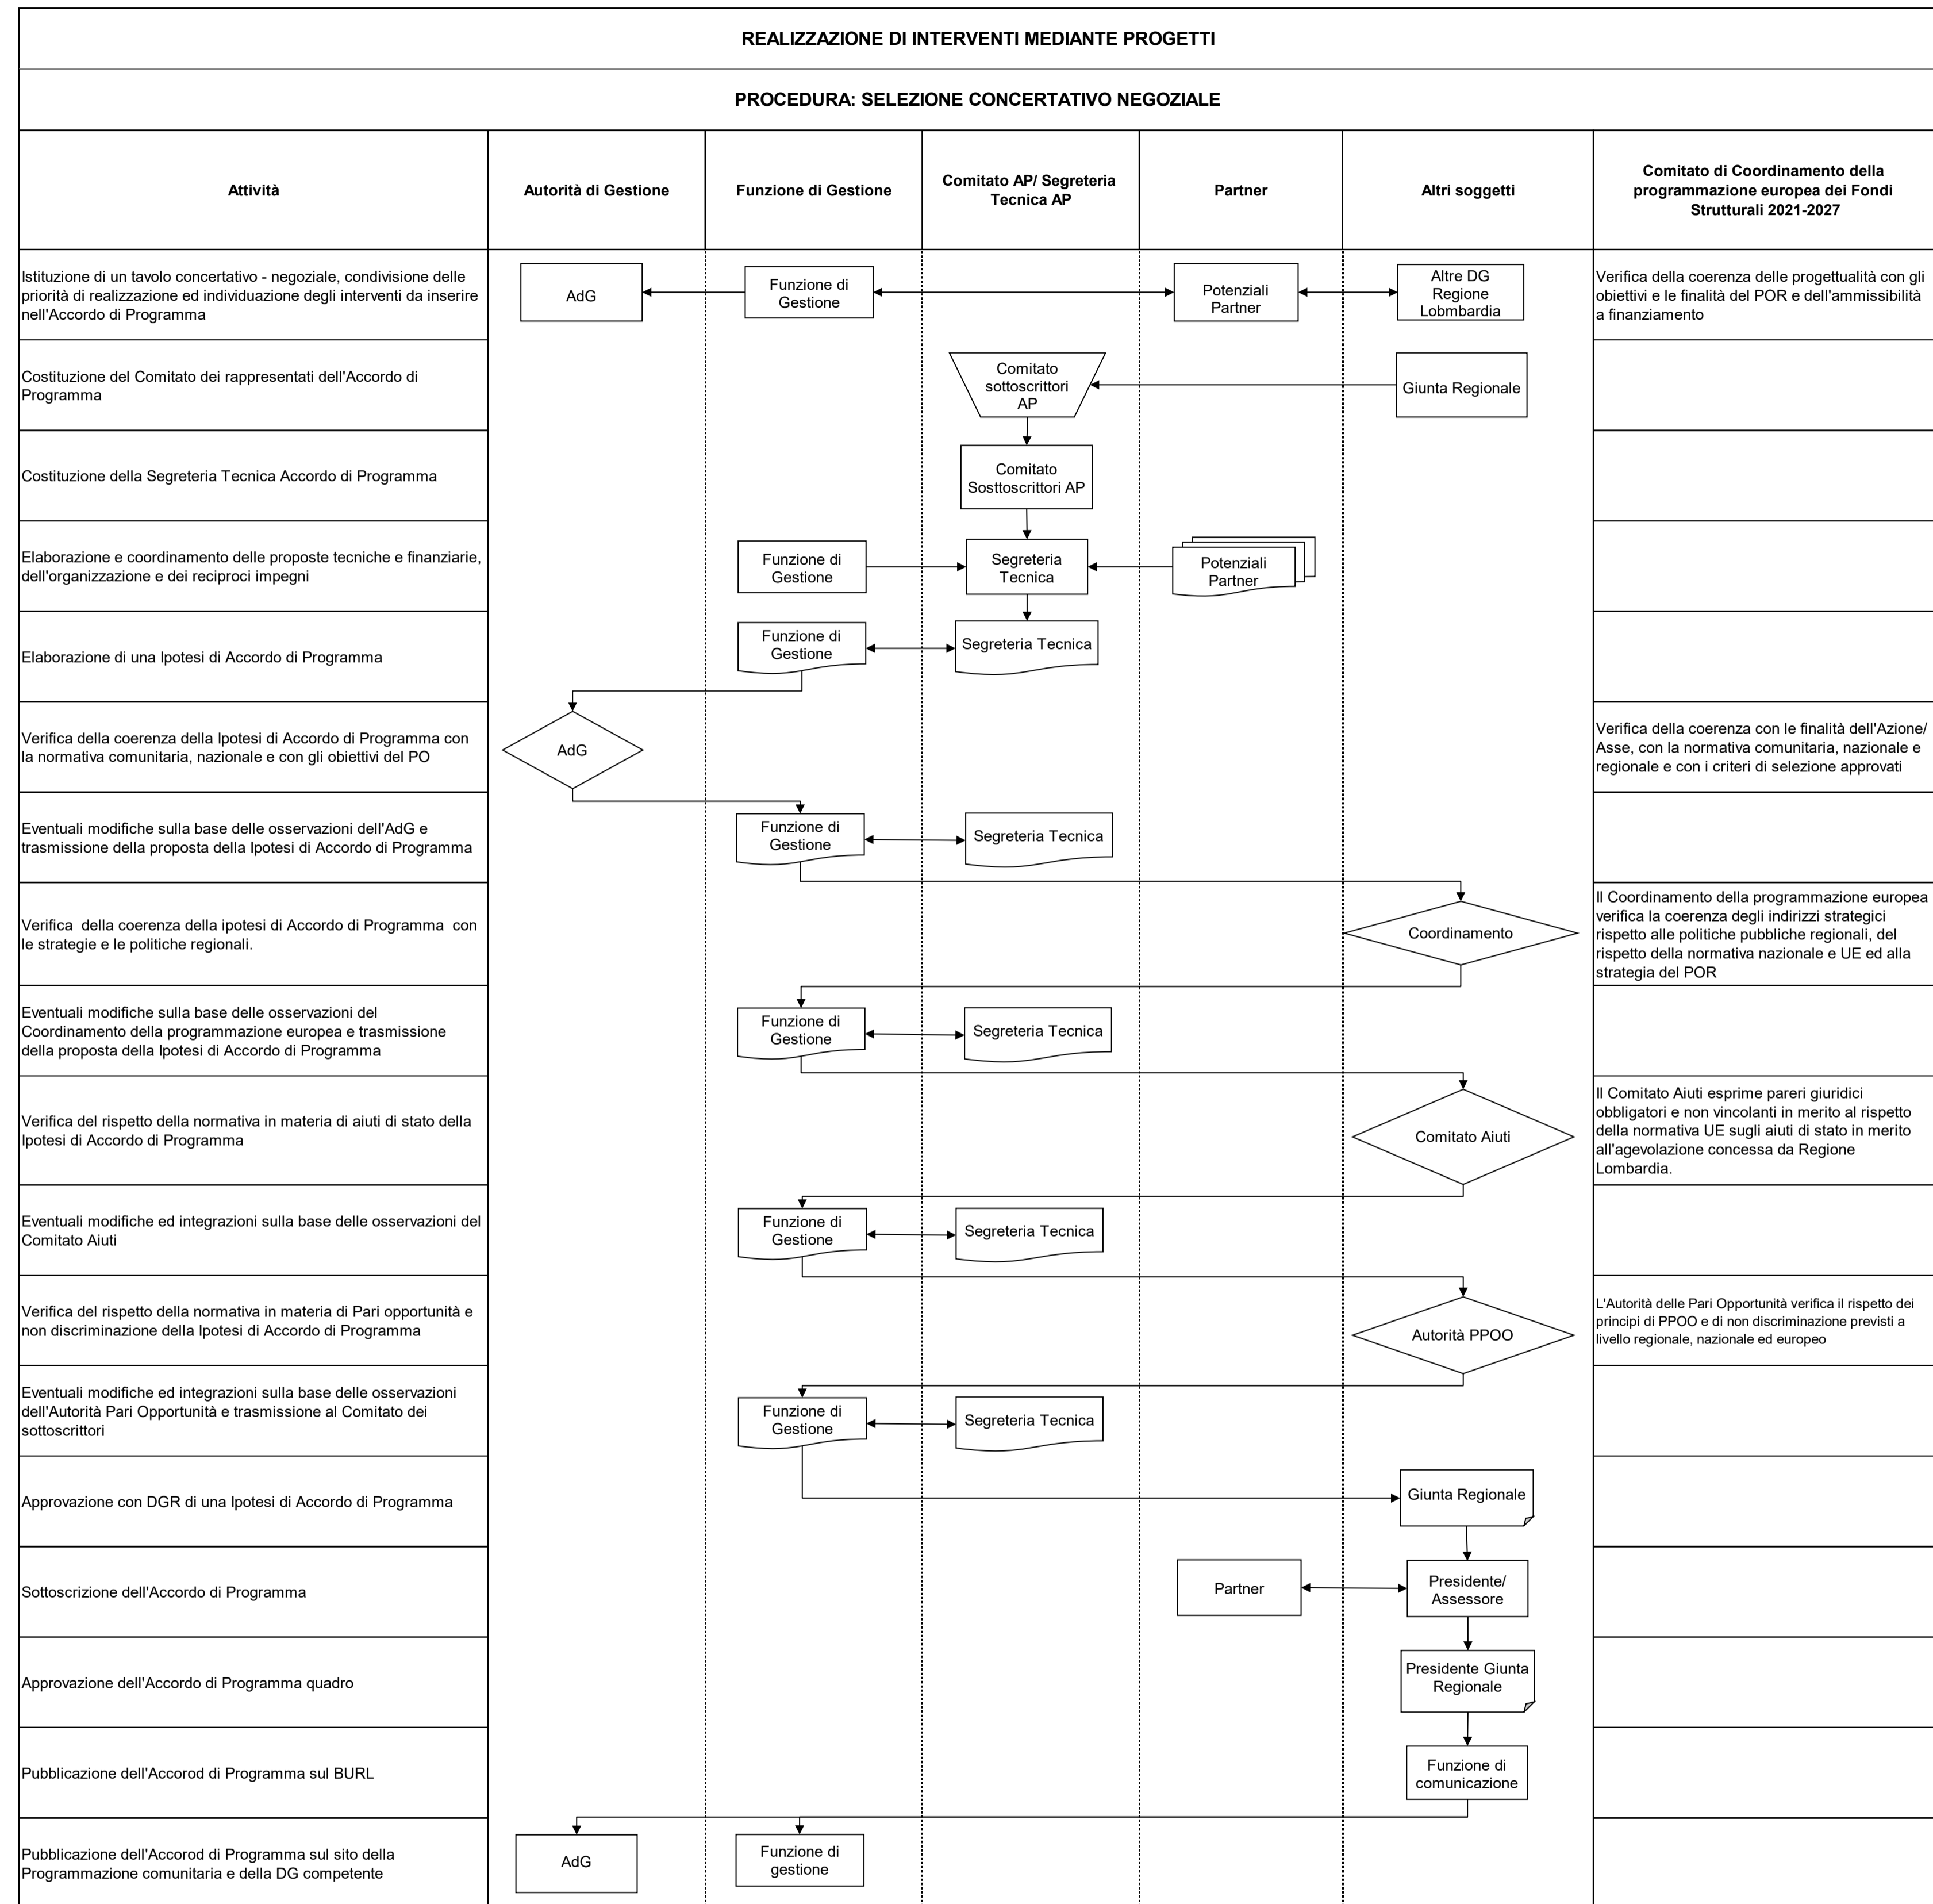 REALIZZAZIONE DI INTERVENTI MEDIANTE PROGETTI
PROCEDURA: SELEZIONE CONCERTATIVO NEGOZIALE
Attività
Autorità di Gestione
Funzione di Gestione
Comitato AP/ Segreteria
Tecnica AP
Partner
Altri soggetti
Comitato di Coordinamento della
programmazione europea dei Fondi
Strutturali 2021-2027
Istituzione di un tavolo concertativo - negoziale, condivisione delle
priorità di realizzazione ed individuazione degli interventi da inserire
nell'Accordo di Programma
AdG
Funzione di
Gestione
Potenziali
Partner
Altre DG
Regione
Lobmbardia
Verifica della coerenza delle progettualità con gli
obiettivi e le finalità del POR e dell'ammissibilità
a finanziamento
Costituzione del Comitato dei rappresentati dell'Accordo di
Programma
Comitato
sottoscrittori
AP
Giunta Regionale
Costituzione della Segreteria Tecnica Accordo di Programma
Comitato
Sosttoscrittori AP
Elaborazione e coordinamento delle proposte tecniche e finanziarie,
dell'organizzazione e dei reciproci impegni
Funzione di
Gestione
Segreteria
Tecnica
Potenziali
Partner
Elaborazione di una Ipotesi di Accordo di Programma
Funzione di
Gestione
Segreteria Tecnica
Verifica della coerenza della Ipotesi di Accordo di Programma con
la normativa comunitaria, nazionale e con gli obiettivi del PO
AdG
Verifica della coerenza con le finalità dell'Azione/
Asse, con la normativa comunitaria, nazionale e
regionale e con i criteri di selezione approvati
Eventuali modifiche sulla base delle osservazioni dell'AdG e
trasmissione della proposta della Ipotesi di Accordo di Programma
Funzione di
Gestione
Segreteria Tecnica
Verifica  della coerenza della ipotesi di Accordo di Programma  con
le strategie e le politiche regionali.
Coordinamento
Il Coordinamento della programmazione europea
verifica la coerenza degli indirizzi strategici
rispetto alle politiche pubbliche regionali, del
rispetto della normativa nazionale e UE ed alla
strategia del POR
Eventuali modifiche sulla base delle osservazioni del
Coordinamento della programmazione europea e trasmissione
della proposta della Ipotesi di Accordo di Programma
Funzione di
Gestione
Segreteria Tecnica
Verifica del rispetto della normativa in materia di aiuti di stato della
Ipotesi di Accordo di Programma
Comitato Aiuti
Il Comitato Aiuti esprime pareri giuridici
obbligatori e non vincolanti in merito al rispetto
della normativa UE sugli aiuti di stato in merito
all'agevolazione concessa da Regione
Lombardia.
Eventuali modifiche ed integrazioni sulla base delle osservazioni del
Comitato Aiuti
Funzione di
Gestione
Segreteria Tecnica
Verifica del rispetto della normativa in materia di Pari opportunità e
non discriminazione della Ipotesi di Accordo di Programma
Autorità PPOO
L'Autorità delle Pari Opportunità verifica il rispetto dei
principi di PPOO e di non discriminazione previsti a
livello regionale, nazionale ed europeo
Eventuali modifiche ed integrazioni sulla base delle osservazioni
dell'Autorità Pari Opportunità e trasmissione al Comitato dei
sottoscrittori
Funzione di
Gestione
Segreteria Tecnica
Approvazione con DGR di una Ipotesi di Accordo di Programma
Giunta Regionale
Sottoscrizione dell'Accordo di Programma
Partner
Presidente/
Assessore
Approvazione dell'Accordo di Programma quadro
Presidente Giunta
Regionale
Pubblicazione dell'Accorod di Programma sul BURL
Funzione di
comunicazione
Pubblicazione dell'Accorod di Programma sul sito della
Programmazione comunitaria e della DG competente
AdG
Funzione di
gestione